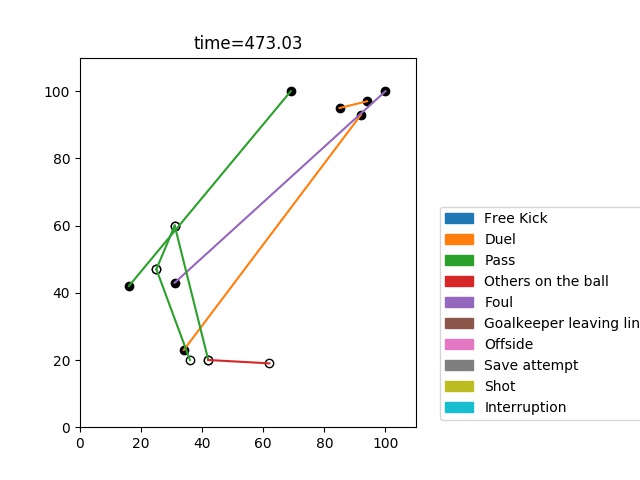 time=473.03
100
80
60
40
20
0
0 20 40 60 80 100
Free Kick
Duel
Pass
Others on the ball
Foul
Goalkeeper leaving lin
Offside
Save attempt
Shot
Interruption